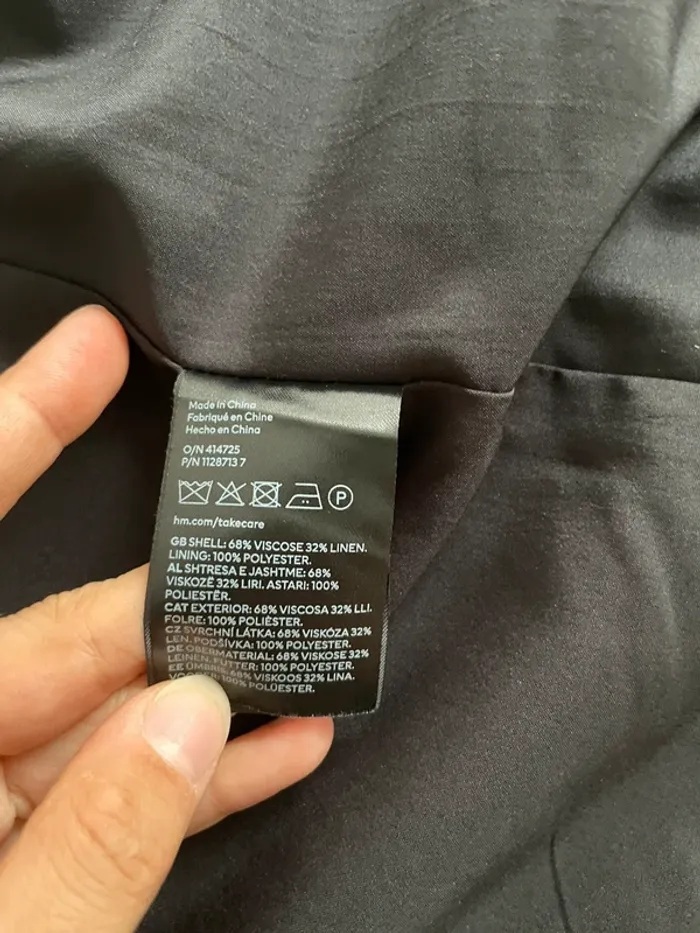 Made in China
Fabriqué en Chine
Hecho en China
O/N 414725
P/N 1128713 7
P
hm.com/takecare
GB SHELL: 68% VISCOSE 32% LINEN.
LINING: 100% POLYESTER.
AL SHTRESA E JASHTME: 68%
VISKOZË 32% LIRI. ASTARI: 100%
POLIESTËR.
CAT EXTERIOR: 68% VISCOSA 32% LLI.
FOLRE: 100% POLIÈSTER.
CZ SVRCHNÍ LÁTKA: 68% VISKÓZA 32%
LEN. PODŠÍVKA: 100% POLYESTER.
DE OBERMATERIAL: 68% VISKOSE 32%
LEINEN. FUTTER: 100% POLYESTER.
EE ÜMBRIS: 68% VISKOOS 32% LINA.
100% POLÜESTER.